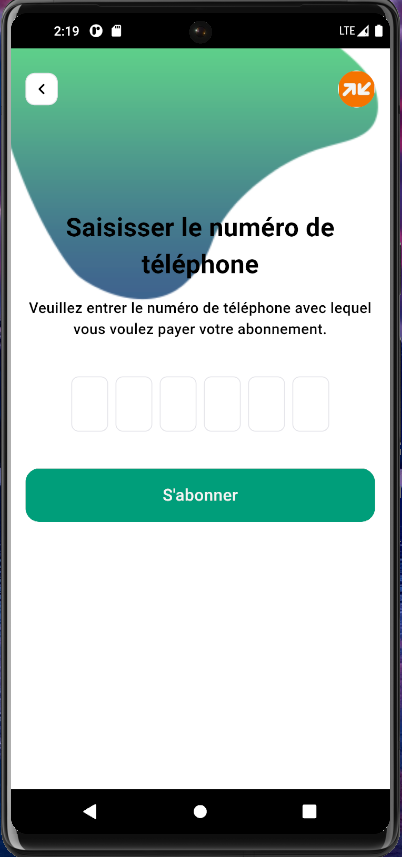 2:19
LTE
Saisisser le numéro de
téléphone
Veuillez entrer le numéro de téléphone avec lequel
vous voulez payer votre abonnement.
S'abonner